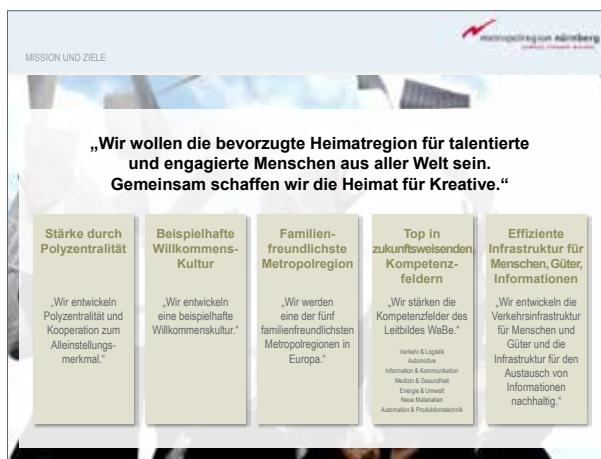 metropolregion nürnberg
MISSION UND ZIELE
„Wir wollen die bevorzugte Heimatregion für talentierte
und engagierte Menschen aus aller Welt sein.
Gemeinsam schaffen wir die Heimat für Kreative.“
Stärke durch
Polyzentralität
„Wir entwickeln
Polyzentralität und
Kooperation zum
Alleinstellungs-
merkmal.“
Beispielhafte
Willkommens-
Kultur
„Wir entwickeln
eine beispielhafte
Willkommenskultur.“
Familien-
freundlichste
Metropolregion
„Wir werden
eine der fünf
familienfreundlichsten
Metropolregionen in
Europa.“
Top in
zukunftsweisenden
Kompetenz-
feldern
„Wir stärken die
Kompetenzfelder des
Leitbildes WaBe.“
Verkehr & Logistik
Automotive
Information & Kommunikation
Medizin & Gesundheit
Energie & Umwelt
Neue Materialien
Automation & Produktionstechnik
Effiziente
Infrastruktur für
Menschen, Güter,
Informationen
„Wir entwickeln die
Verkehrsinfrastruktur
für Menschen und
Güter und die
Infrastruktur für den
Austausch von
Informationen
nachhaltig.“